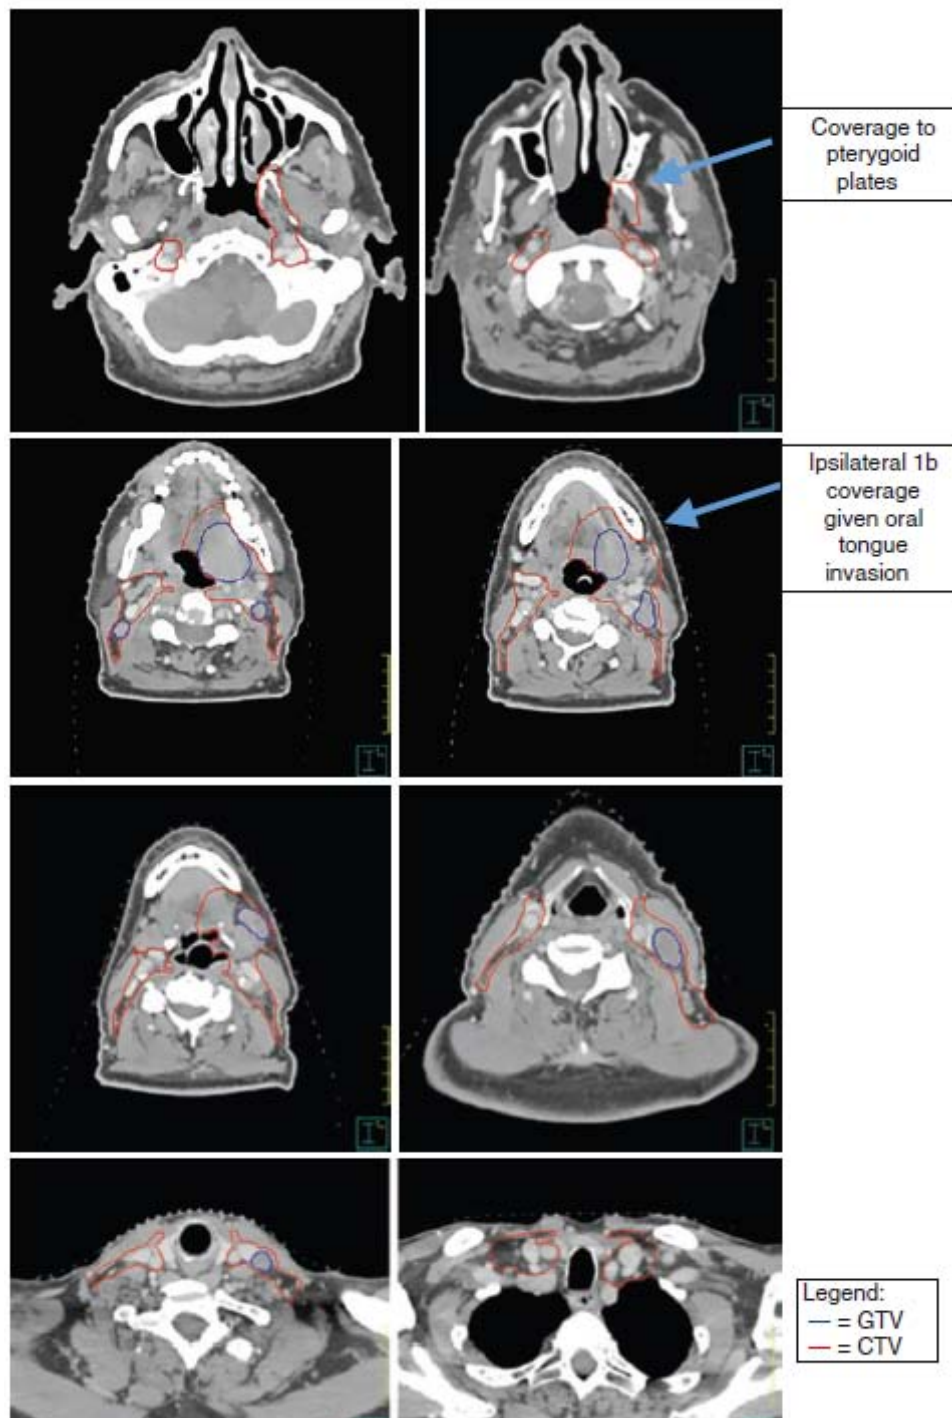 Coverage to
pterygoid
plates
Ipsilateral 1b
coverage
given oral
tongue
invasion
Legend:
= GTV
= CTV